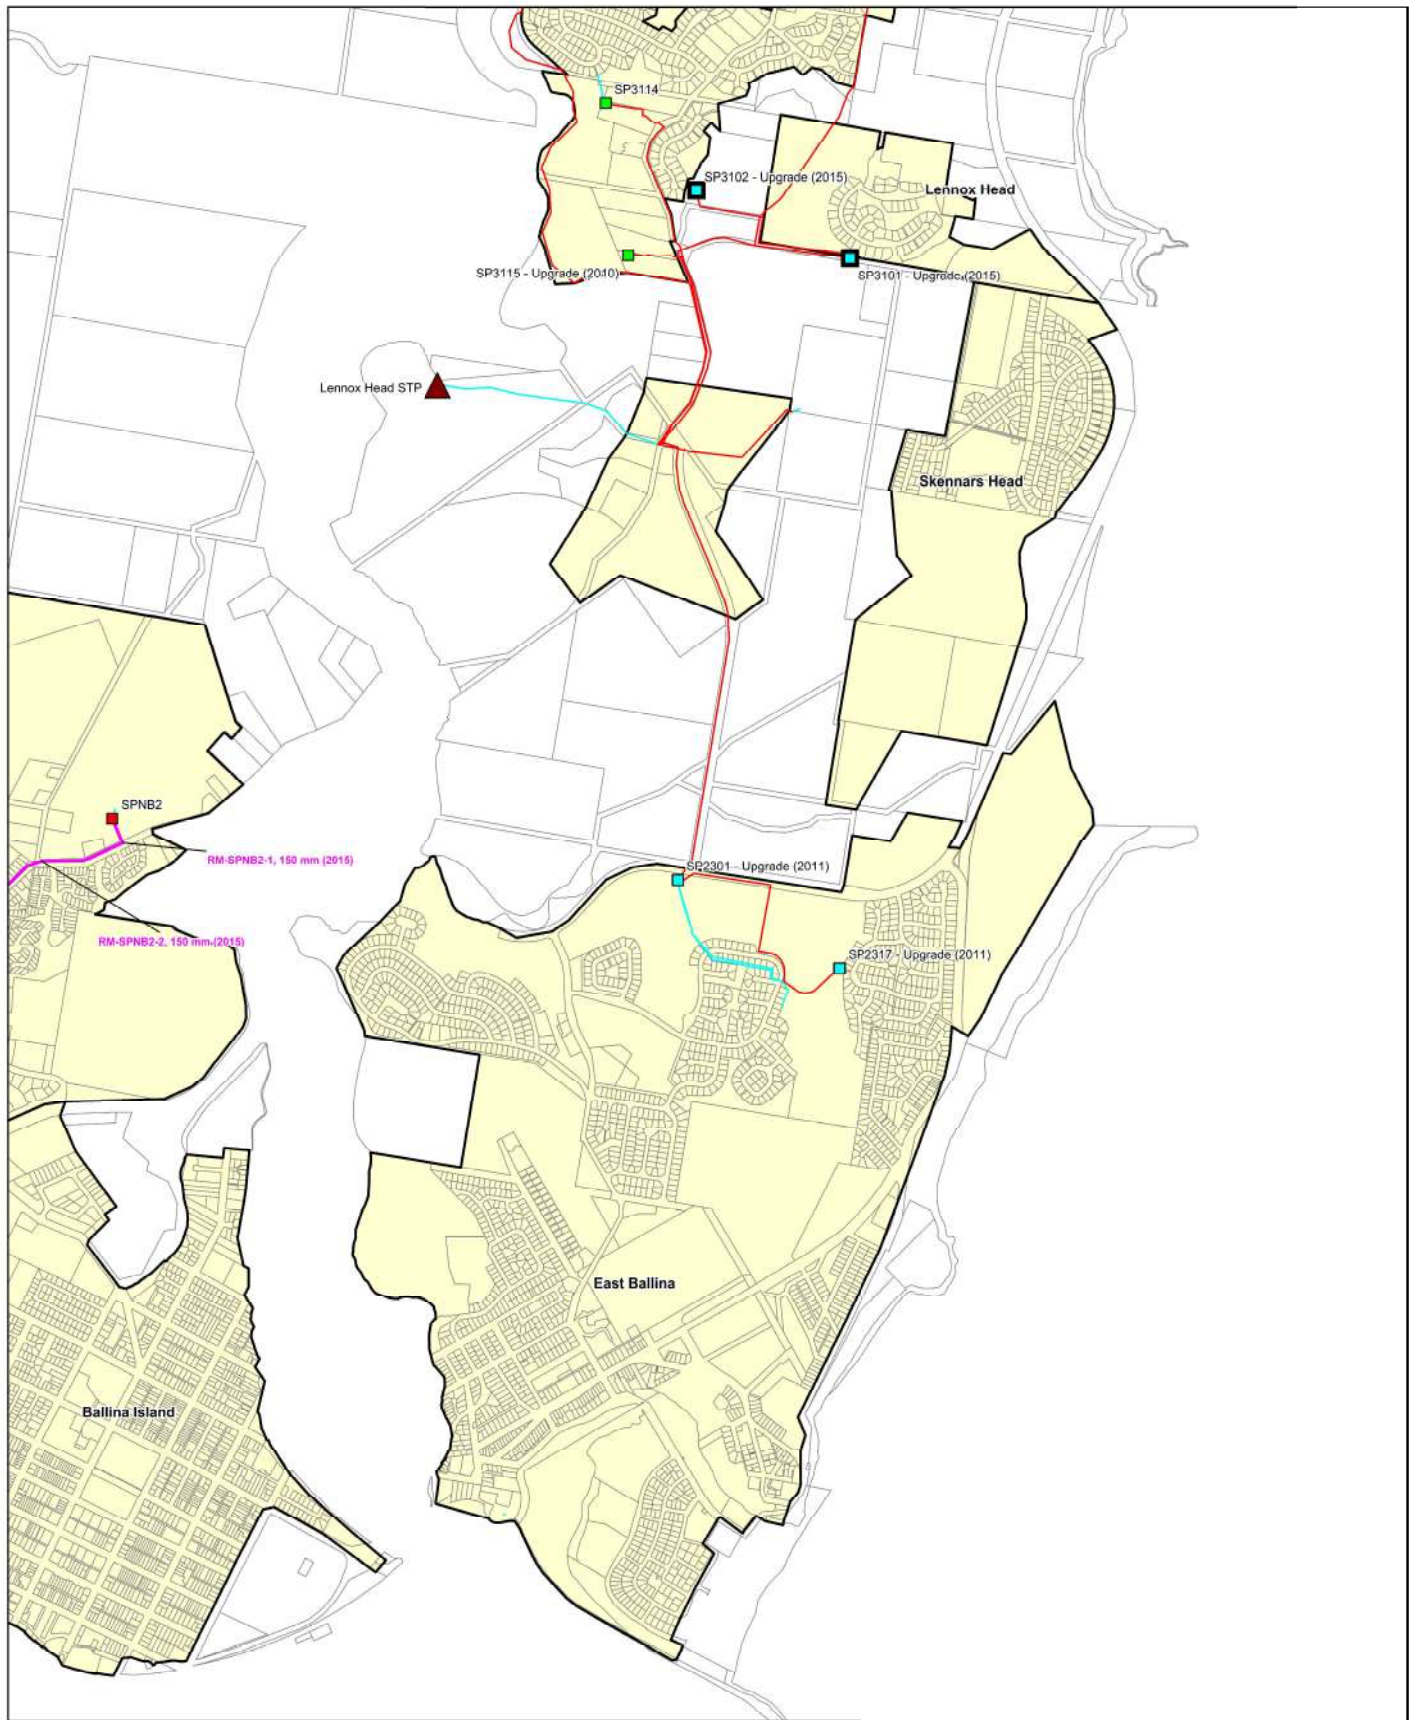 SP3114
SP3102 - Upgrade (2015)
Lennox Head
SP3115 - Upgrade (2010)
SP3101 - Upgrade (2015)
Lennox Head STP
Skennars Head
SPNB2
RM-SPNB2-1, 150 mm (2015)
SP2301 - Upgrade (2011)
RM-SPNB2-2, 150 mm (2015)
SP2317 - Upgrade (2011)
East Ballina
Ballina Island